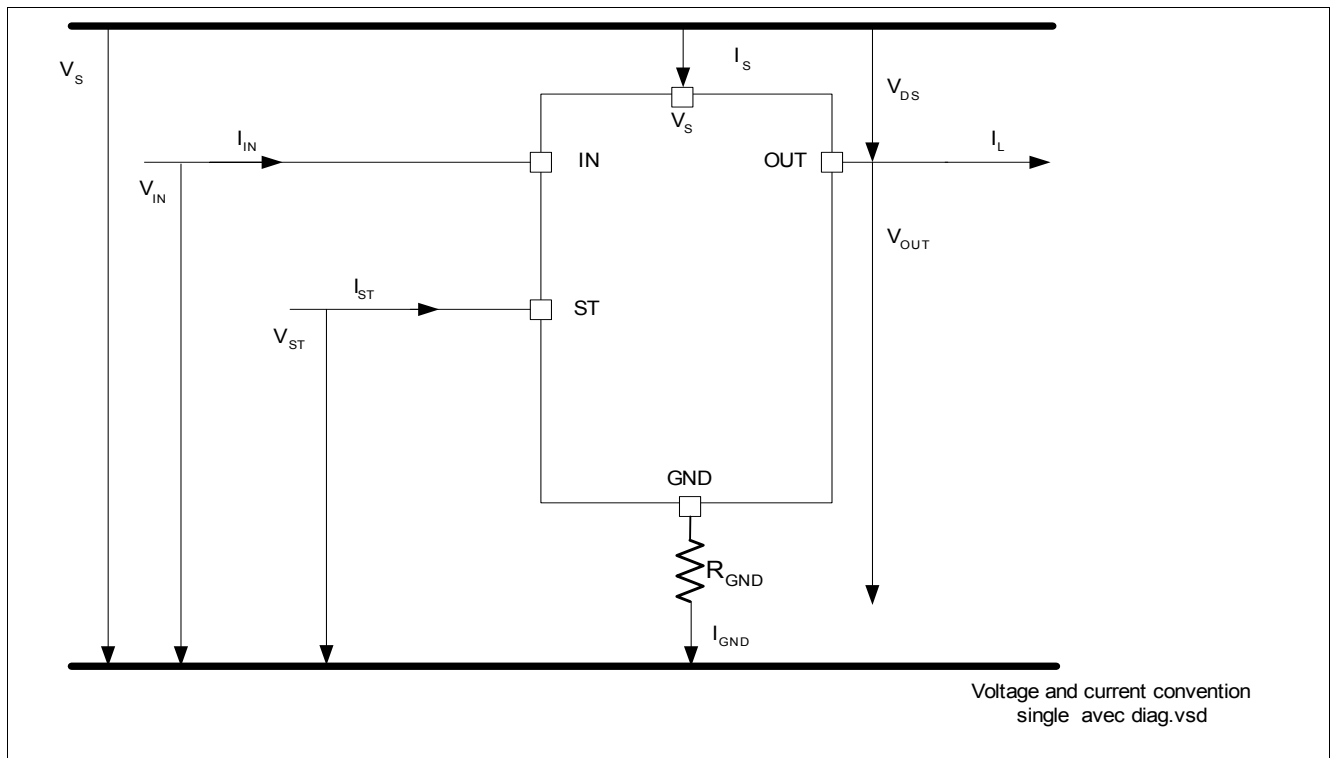 V_S
I_S
V_DS
V_S
I_IN
IN
OUT
I_L
V_IN
V_OUT
I_ST
ST
V_ST
GND
R_GND
I_GND
Voltage and current convention
single avec diag.vsd